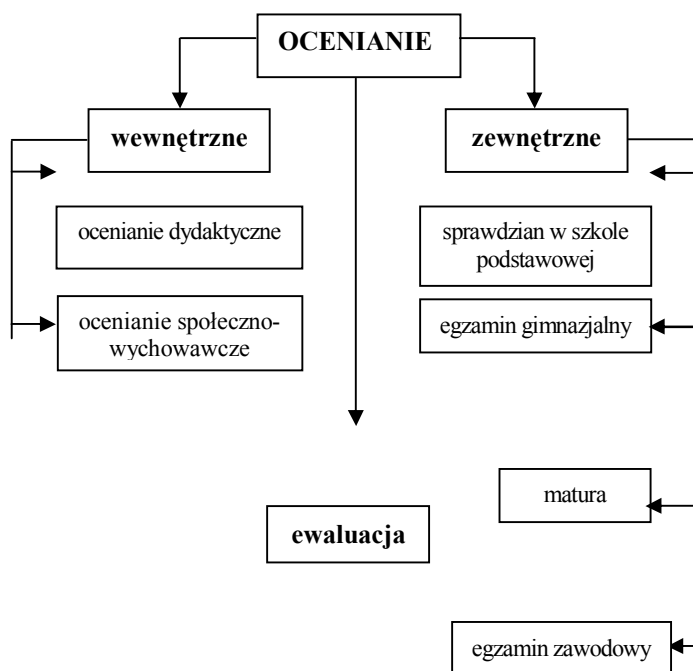 OCENIANIE
wewnętrzne
zewnętrzne
ocenianie dydaktyczne
sprawdzian w szkole
podstawowej
ocenianie społeczno-
wychowawcze
egzamin gimnazjalny
matura
ewaluacja
egzamin zawodowy